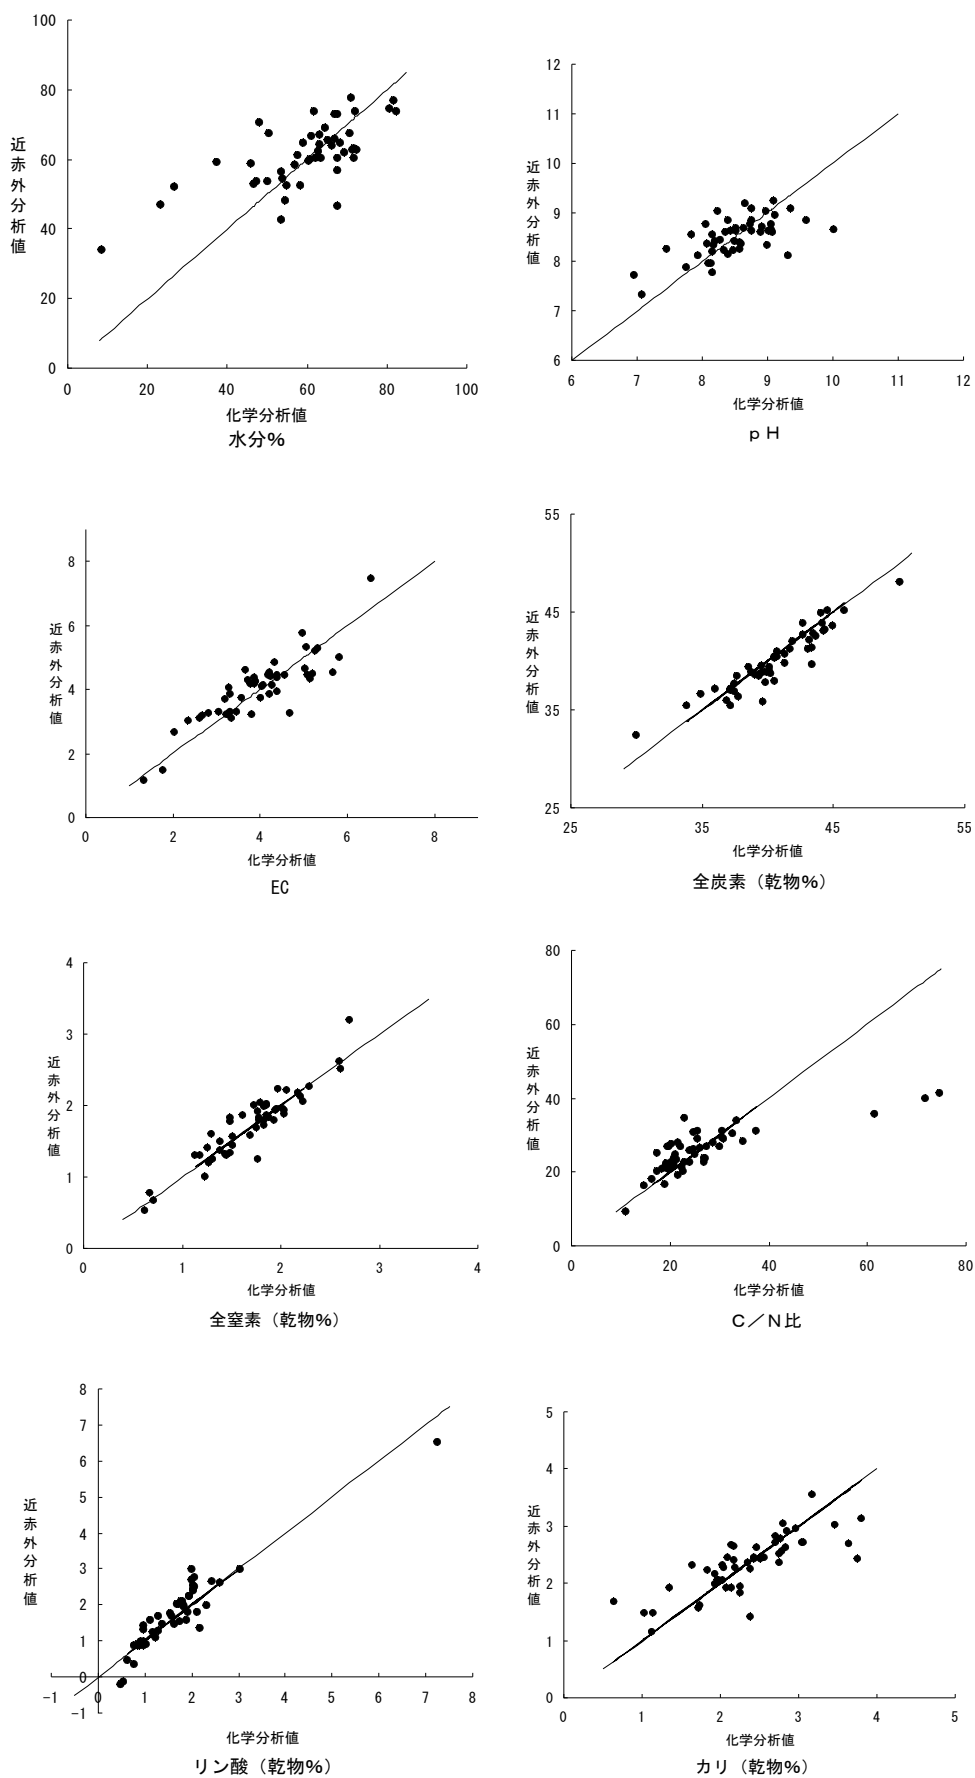 100
80
60
40
20
0
近赤外分析値
0 20 40 60 80 100
化学分析値
水分%
12
11
10
9
8
7
6
近赤外分析値
6 7 8 9 10 11 12
化学分析値
ｐＨ
8
6
4
2
0
近赤外分析値
0 2 4 6 8
化学分析値
EC
55
45
35
25
近赤外分析値
25 35 45 55
化学分析値
全炭素（乾物%）
4
3
2
1
0
近赤外分析値
0 1 2 3 4
化学分析値
全窒素（乾物%）
80
60
40
20
0
近赤外分析値
0 20 40 60 80
化学分析値
Ｃ／Ｎ比
8
7
6
5
4
3
2
1
0
-1
近赤外分析値
-1 0 1 2 3 4 5 6 7 8
化学分析値
リン酸（乾物%）
5
4
3
2
1
0
近赤外分析値
0 1 2 3 4 5
化学分析値
カリ（乾物%）